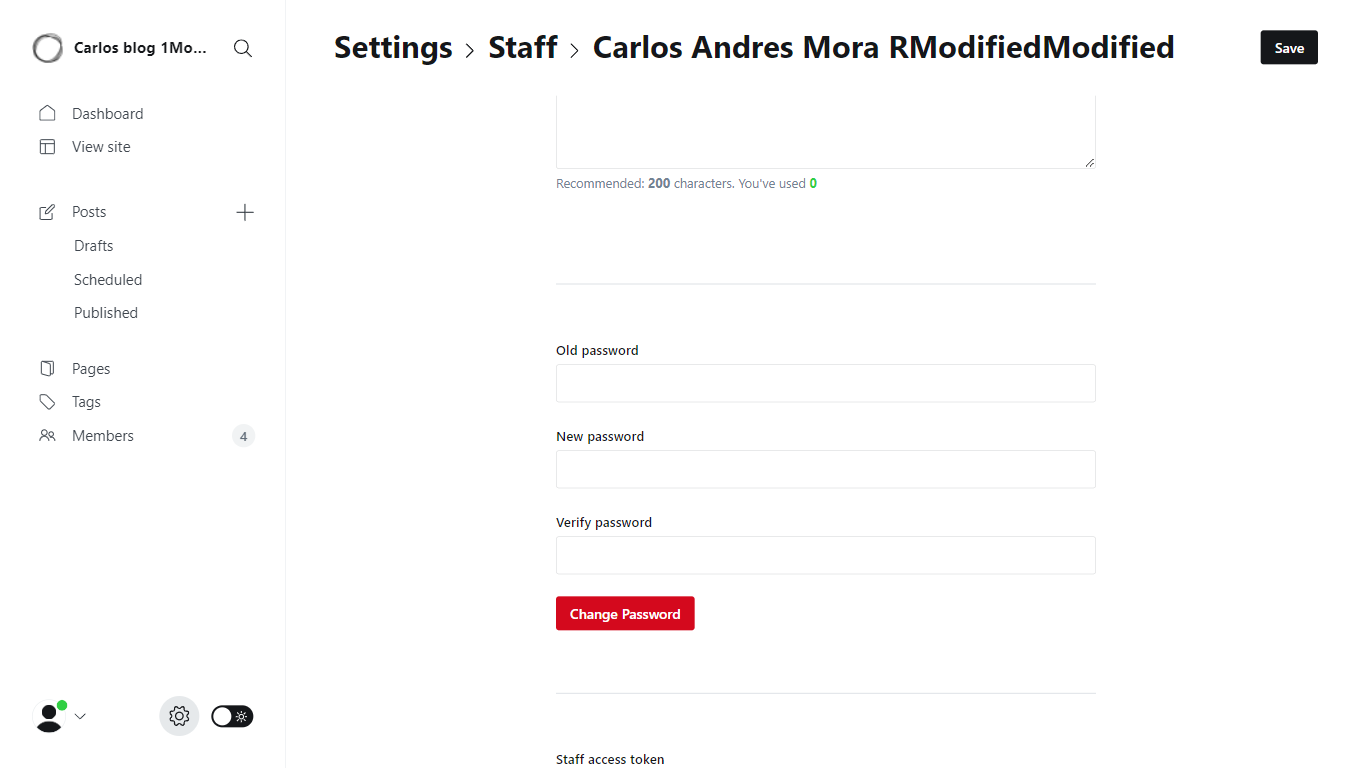 Carlos blog 1Mo...
Settings > Staff > Carlos Andres Mora RModifiedModified
Save
Dashboard
View site
Posts
Drafts
Scheduled
Published
Pages
Tags
Members 4
Recommended: 200 characters. You've used 0
Old password
New password
Verify password
Change Password
Staff access token